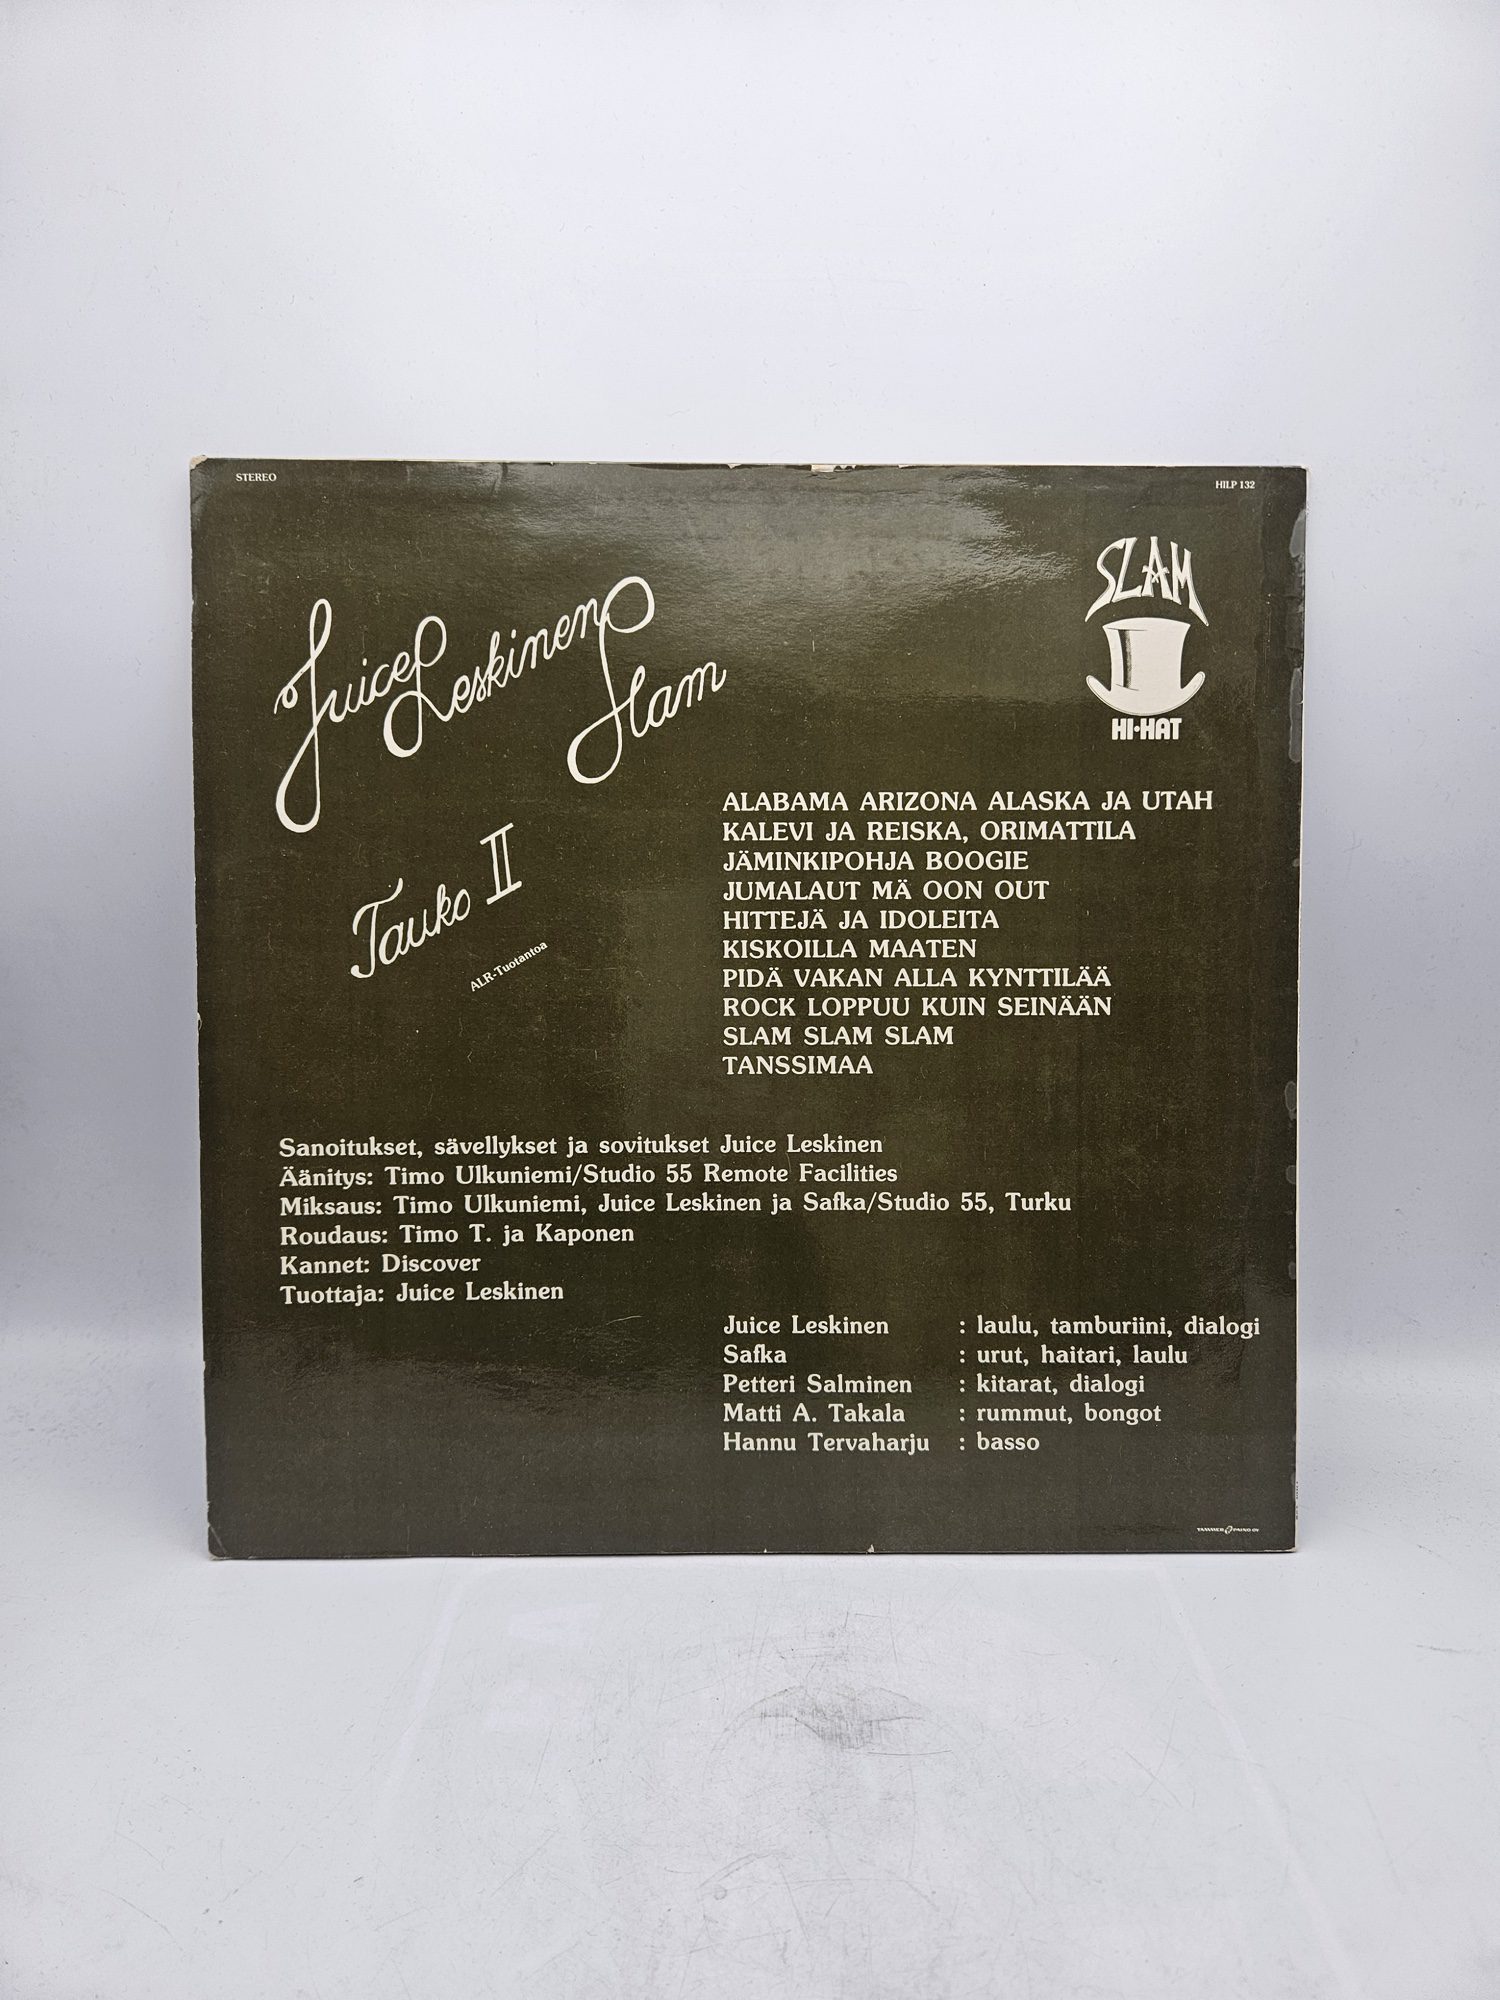 STEREO
HILP 132
SLAM
HI-HAT
Juice Leskinen Slam
Tauko II
ALR-Tuotantoa
ALABAMA ARIZONA ALASKA JA UTAH
KALEVI JA REISKA, ORIMATTILA
JÄMINKIPOHJA BOOGIE
JUMALAUT MÄ OON OUT
HITTEJÄ JA IDOLEITA
KISKOILLA MAATEN
PIDÄ VAKAN ALLA KYNTTILÄÄ
ROCK LOPPUU KUIN SEINÄÄN
SLAM SLAM SLAM
TANSSIMAA
Sanoitukset, sävellykset ja sovitukset Juice Leskinen
Äänitys: Timo Ulkuniemi/Studio 55 Remote Facilities
Miksaus: Timo Ulkuniemi, Juice Leskinen ja Safka/Studio 55, Turku
Roudaus: Timo T. ja Kaponen
Kannet: Discover
Tuottaja: Juice Leskinen
Juice Leskinen : laulu, tamburiini, dialogi
Safka : urut, haitari, laulu
Petteri Salminen : kitarat, dialogi
Matti A. Takala : rummut, bongot
Hannu Tervaharju : basso
TAMMER PAINO OY